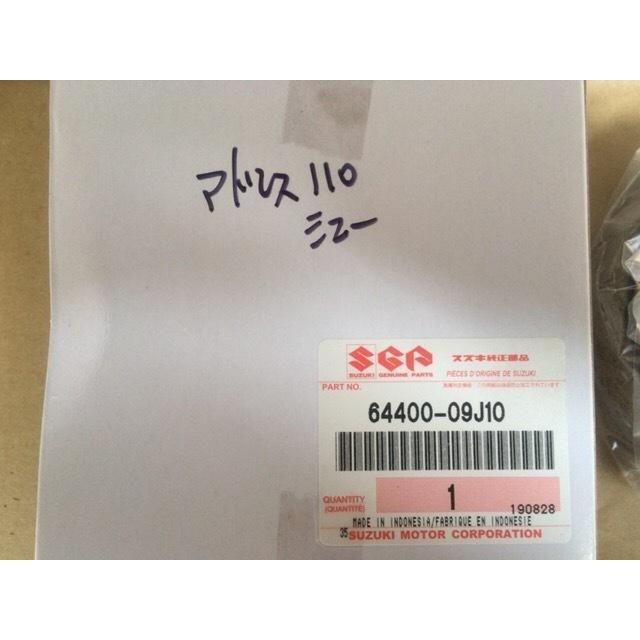 アドレス110
ミュー
SGP
SUZUKI GENUINE PARTS
スズキ純正部品
PIÈCES D'ORIGINE DE SUZUKI
PART NO.
64400-09J10
QUANTITY
(QUANTITÉ)
1
190828
MADE IN INDONESIA/FABRIQUE EN INDONESIE
35
SUZUKI MOTOR CORPORATION